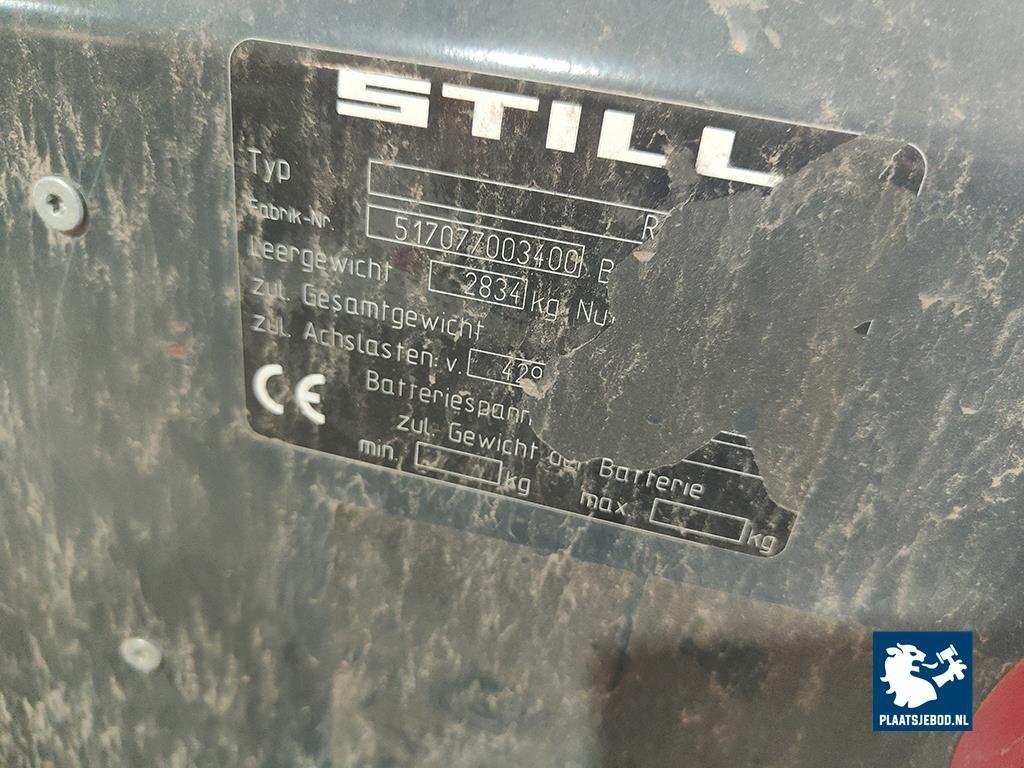 STILL
Typ
Fabrik-Nr. 517077003400
Leergewicht 2834 kg
zul. Gesamtgewicht
zul. Achslasten: v.
Batteriespann.
zul. Gewicht der Batterie
min. kg max. kg
CE
PLAATSJEBOD.NL